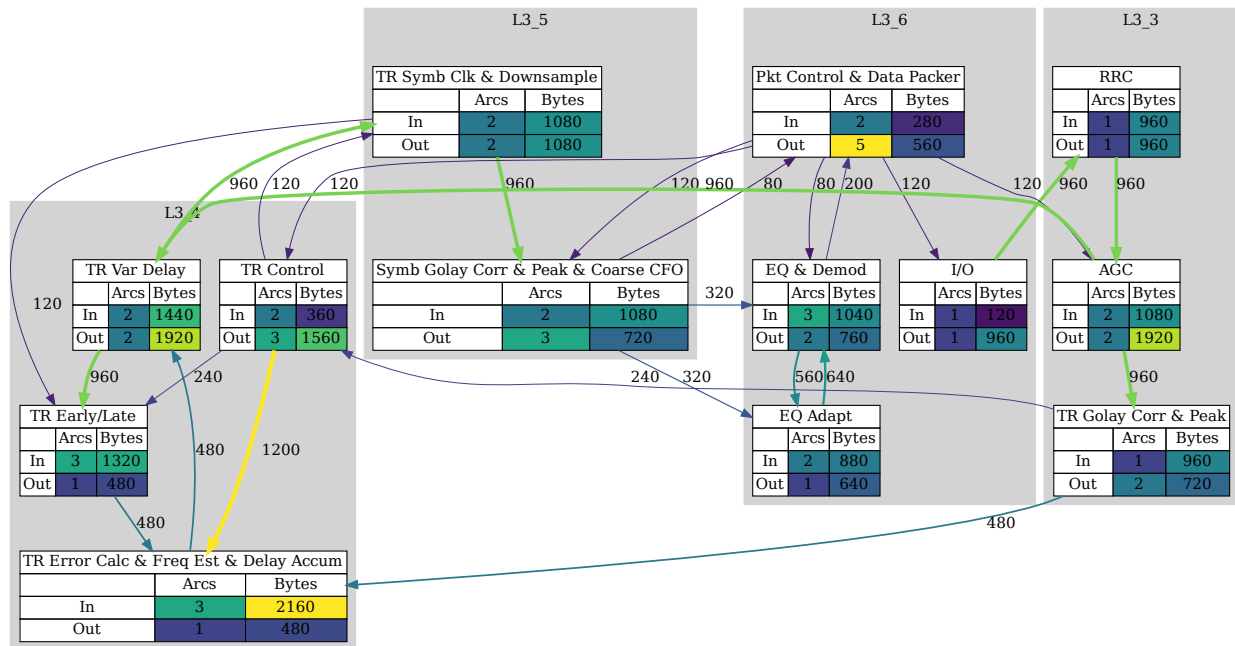 L3_5
L3_6
L3_3
TR Symb Clk & Downsample
Arcs Bytes
In 2 1080
Out 2 1080
Pkt Control & Data Packer
Arcs Bytes
In 2 280
Out 5 560
RRC
Arcs Bytes
In 1 960
Out 1 960
960
120
120
960
120
960
80
80
200
120
120
960
960
L3_4
TR Var Delay
Arcs Bytes
In 2 1440
Out 2 1920
TR Control
Arcs Bytes
In 2 360
Out 3 1560
Symb Golay Corr & Peak & Coarse CFO
Arcs Bytes
In 2 1080
Out 3 720
EQ & Demod
Arcs Bytes
In 3 1040
Out 2 760
I/O
Arcs Bytes
In 1 120
Out 1 960
AGC
Arcs Bytes
In 2 1080
Out 2 1920
120
320
960
240
240
320
560
640
960
TR Early/Late
Arcs Bytes
In 3 1320
Out 1 480
EQ Adapt
Arcs Bytes
In 2 880
Out 1 640
TR Golay Corr & Peak
Arcs Bytes
In 1 960
Out 2 720
480
1200
480
480
TR Error Calc & Freq Est & Delay Accum
Arcs Bytes
In 3 2160
Out 1 480